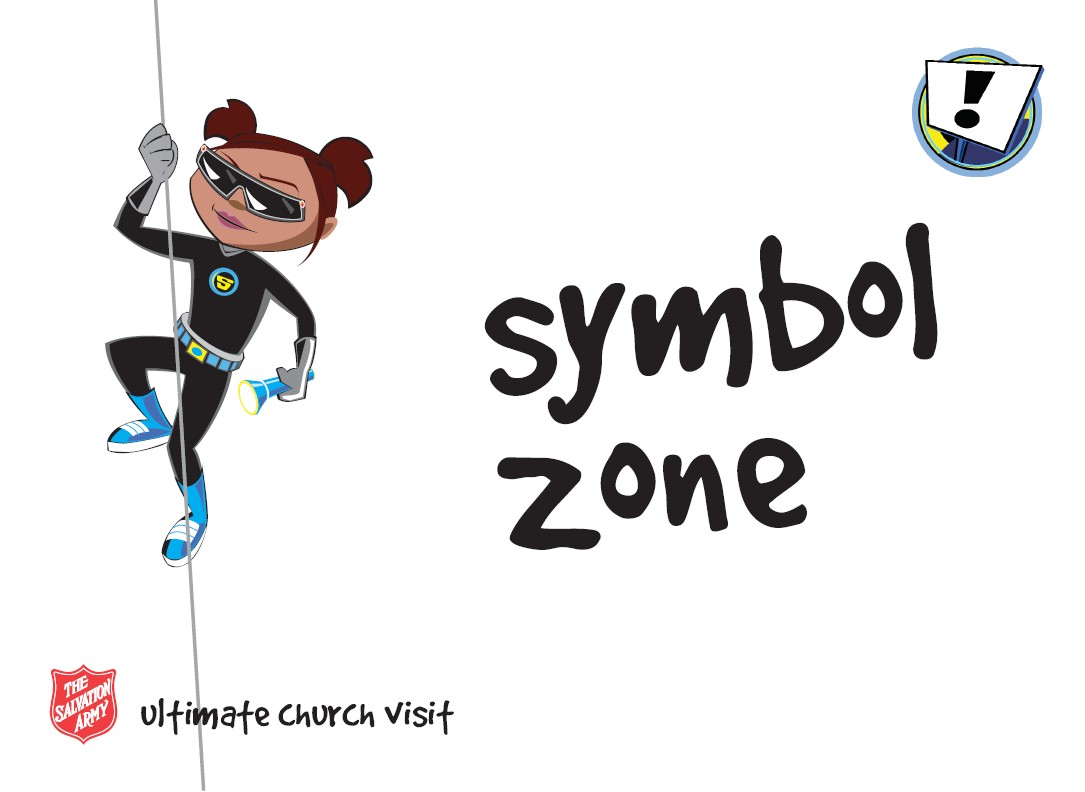 !
symbol
zone
THE
SALVATION
ARMY
ultimate church visit
S